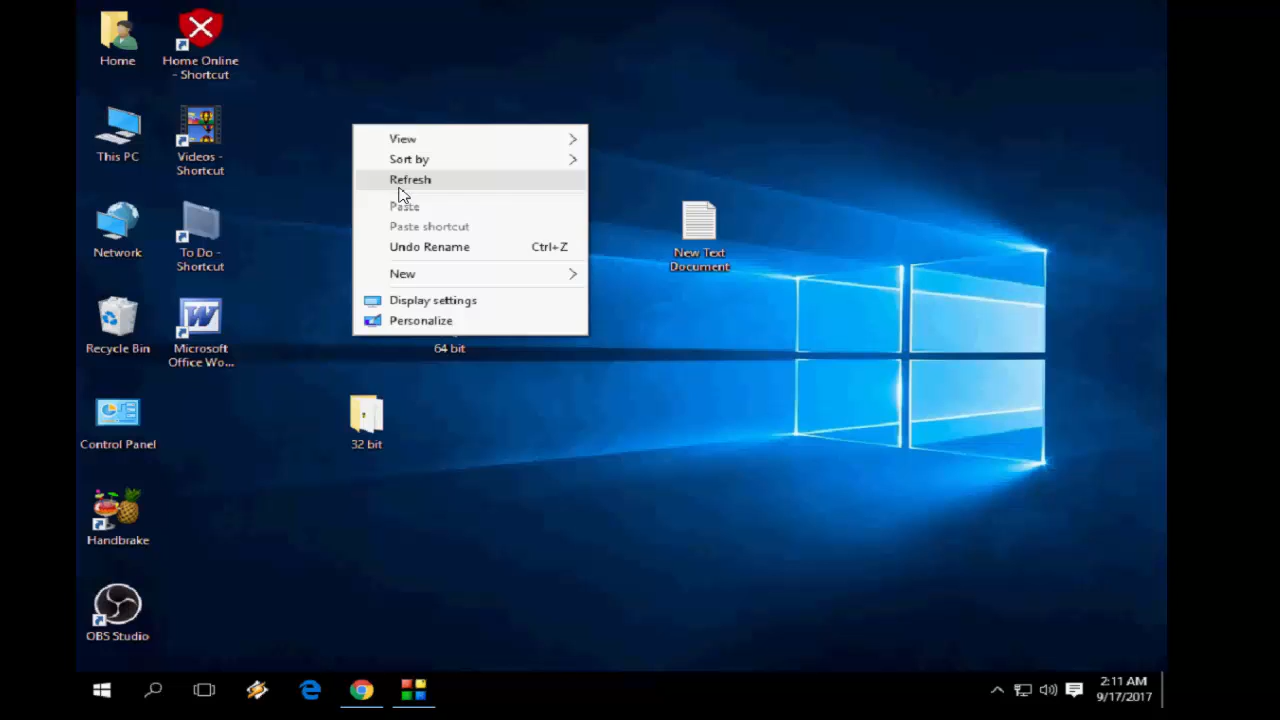 Home
Home Online
- Shortcut
This PC
Videos -
Shortcut
Network
To Do -
Shortcut
Recycle Bin
Microsoft
Office Wo...
Control Panel
Handbrake
OBS Studio
View
Sort by
Refresh
Paste
Paste shortcut
Undo Rename Ctrl+Z
New
Display settings
Personalize
64 bit
32 bit
New Text
Document
2:11 AM
9/17/2017